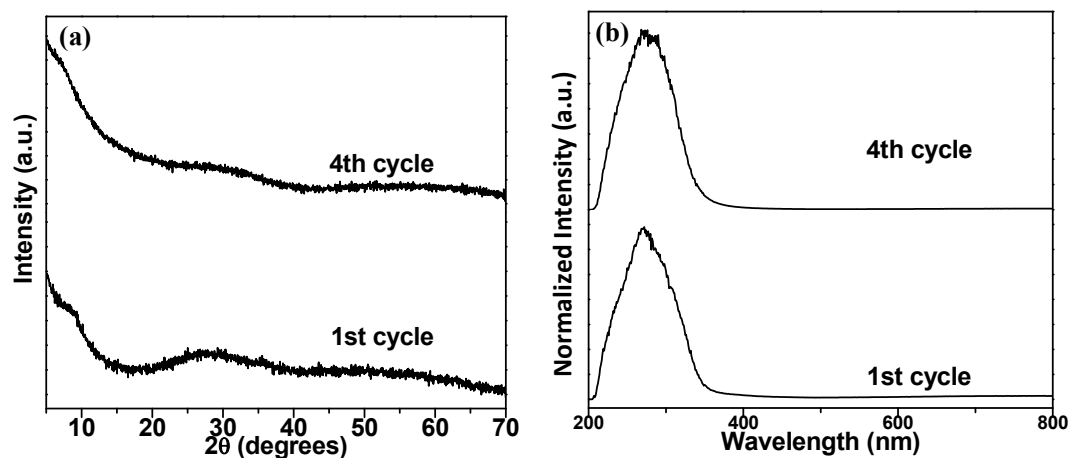 (a)
4th cycle
1st cycle
Intensity (a.u.)
10 20 30 40 50 60 70
2θ (degrees)
(b)
4th cycle
1st cycle
Normalized Intensity (a.u.)
200 400 600 800
Wavelength (nm)